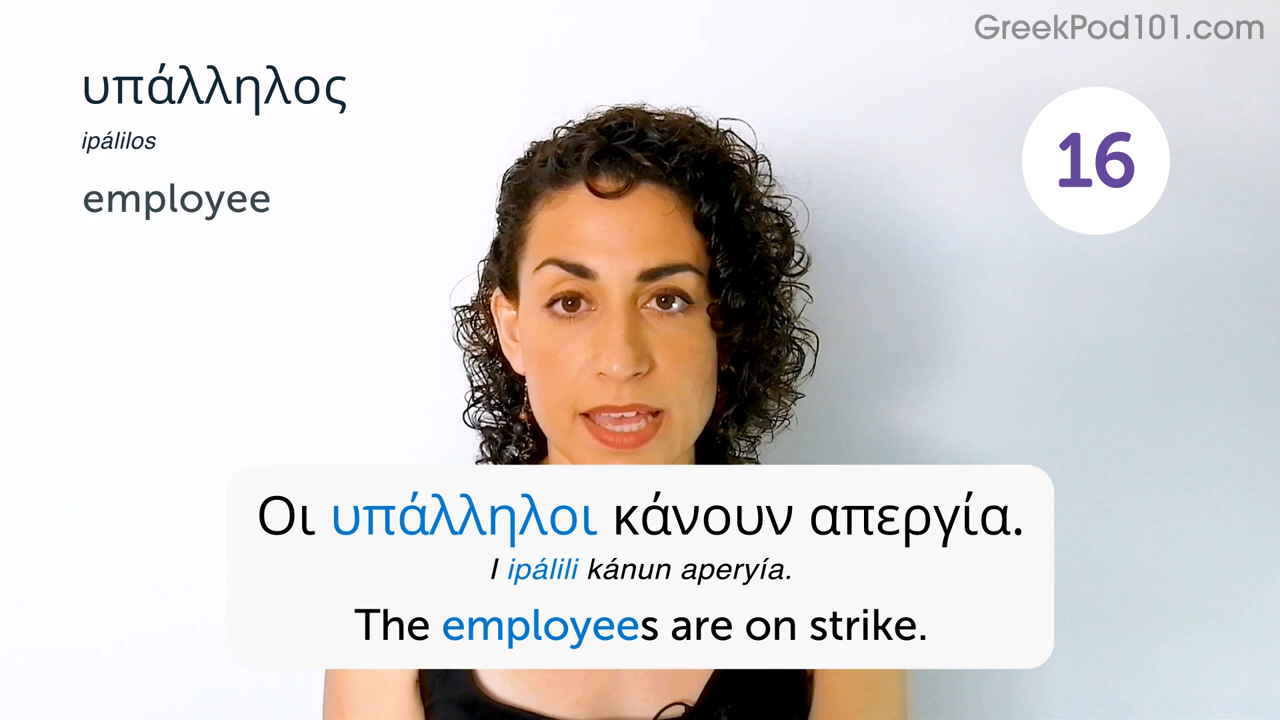 GreekPod101.com
υπάλληλος
ipálilos
employee
16
Οι υπάλληλοι κάνουν απεργία.
I ipálili kánun aperyía.
The employees are on strike.